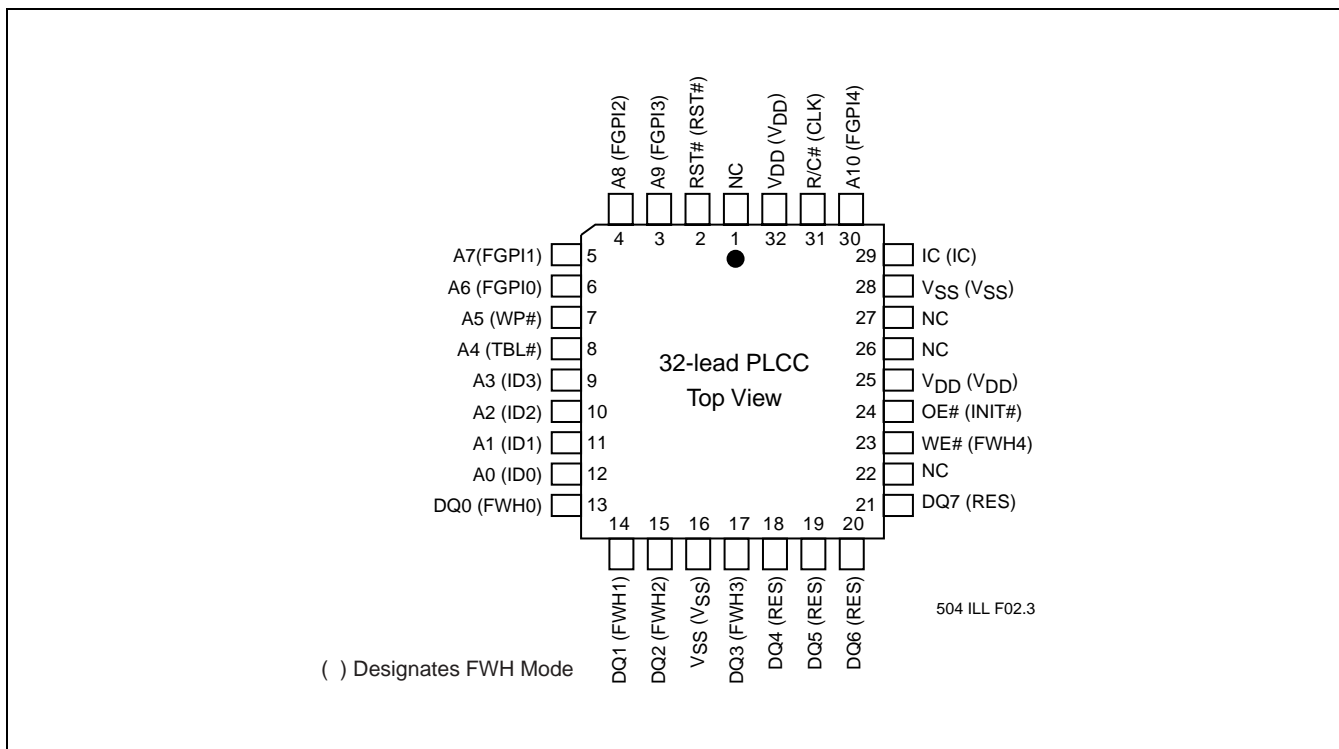 A8 (FGPI2)
A9 (FGPI3)
RST# (RST#)
NC
VDD (VDD)
R/C# (CLK)
A10 (FGPI4)
4 3 2 1 32 31 30
A7(FGPI1) 5
A6 (FGPI0) 6
A5 (WP#) 7
A4 (TBL#) 8
A3 (ID3) 9
A2 (ID2) 10
A1 (ID1) 11
A0 (ID0) 12
DQ0 (FWH0) 13
32-lead PLCC
Top View
29 IC (IC)
28 VSS (VSS)
27 NC
26 NC
25 VDD (VDD)
24 OE# (INIT#)
23 WE# (FWH4)
22 NC
21 DQ7 (RES)
14 15 16 17 18 19 20
DQ1 (FWH1)
DQ2 (FWH2)
VSS (VSS)
DQ3 (FWH3)
DQ4 (RES)
DQ5 (RES)
DQ6 (RES)
504 ILL F02.3
( ) Designates FWH Mode